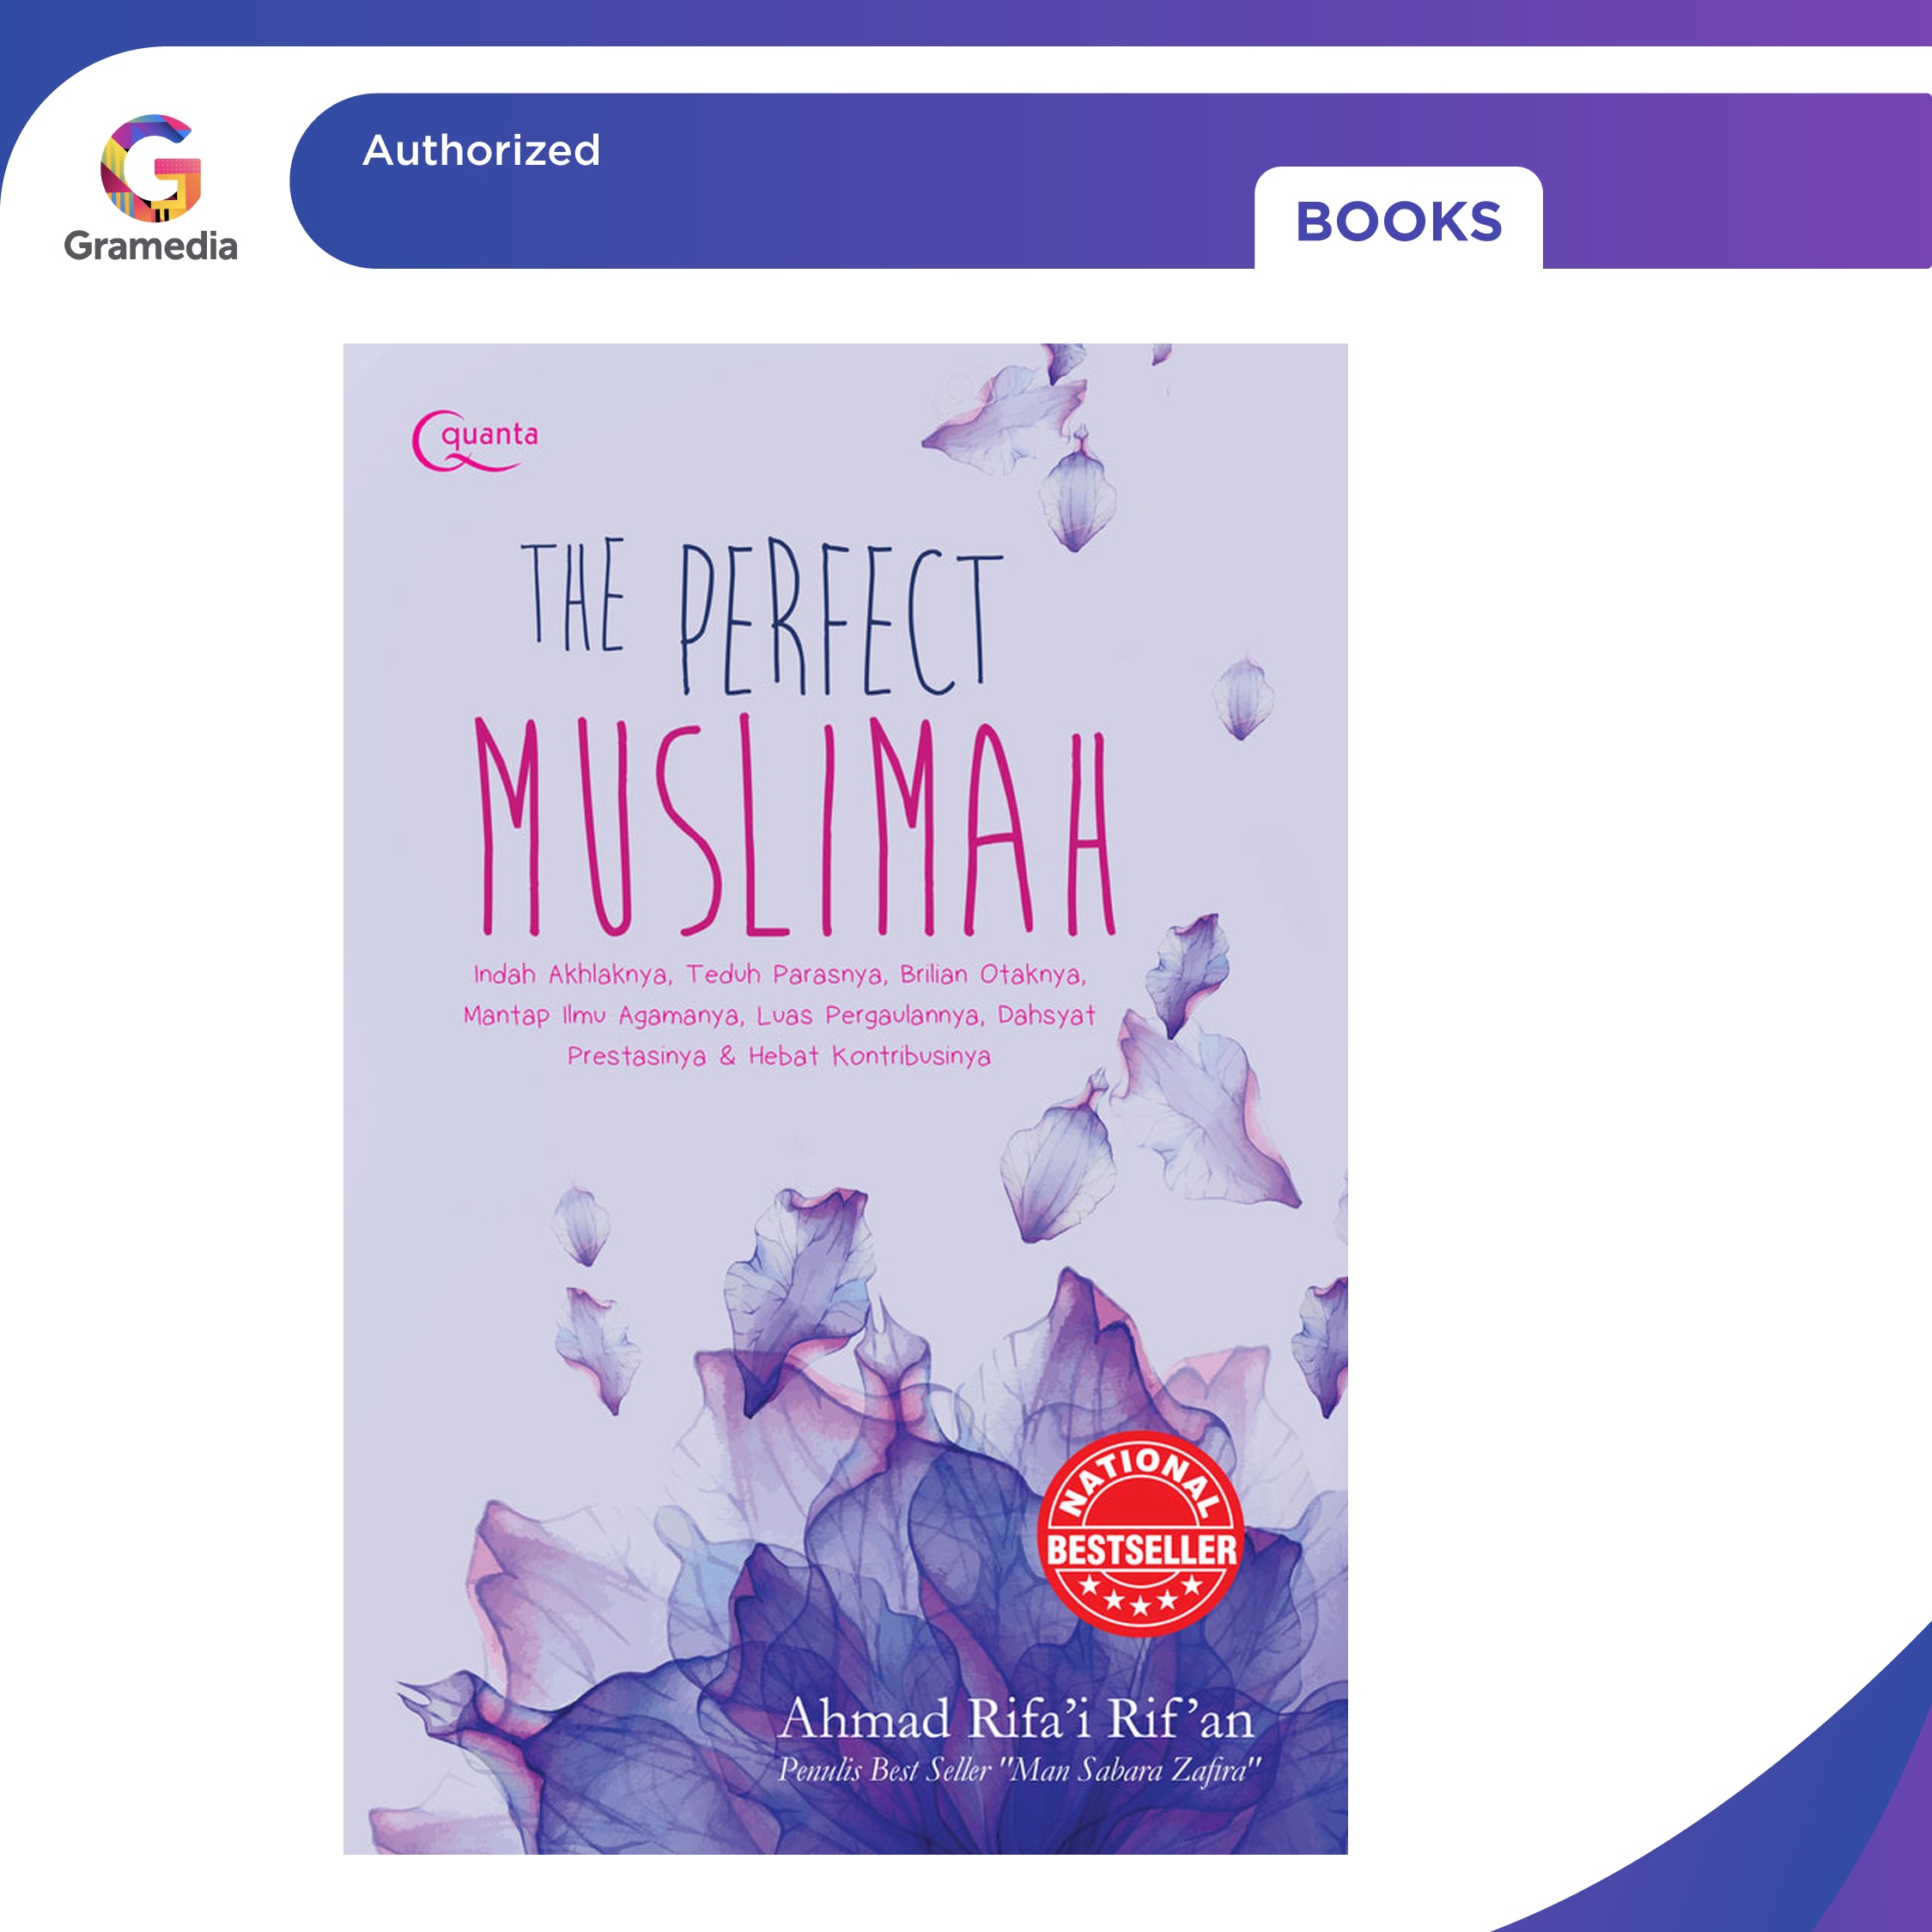 Authorized
Gramedia
BOOKS
quanta
THE PERFECT
MUSLIMAH
Indah Akhlaknya, Teduh Parasnya, Brilian Otaknya,
Mantap Ilmu Agamanya, Luas Pergaulannya, Dahsyat
Prestasinya & Hebat Kontribusinya
NATIONAL
BESTSELLER
Ahmad Rifa’i Rif’an
Penulis Best Seller "Man Sabara Zafira"